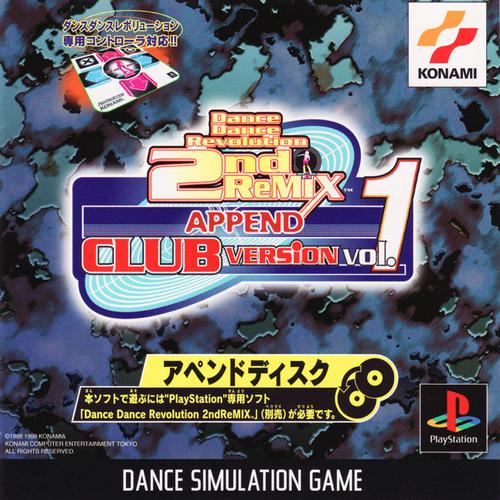 ダンスダンスレボリューション
専用コントローラ対応!!
KONAMI
Dance
Dance
Revolution
2nd
ReMIX™
APPEND
CLUB VERSiON vol.1
アペンドディスク
本ソフトで遊ぶには"PlayStation"専用ソフト
「Dance Dance Revolution 2ndReMIX.」(別売)が必要です。
©1998 1999 KONAMI&
KONAMI COMPUTER ENTERTAINMENT TOKYO
ALL RIGHTS RESERVED.
PlayStation
DANCE SIMULATION GAME